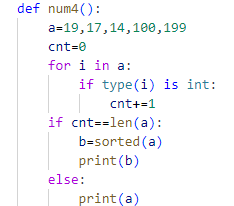 def num4():
    a=19,17,14,100,199
    cnt=0
    for i in a:
        if type(i) is int:
            cnt+=1
    if cnt==len(a):
        b=sorted(a)
        print(b)
    else:
        print(a)